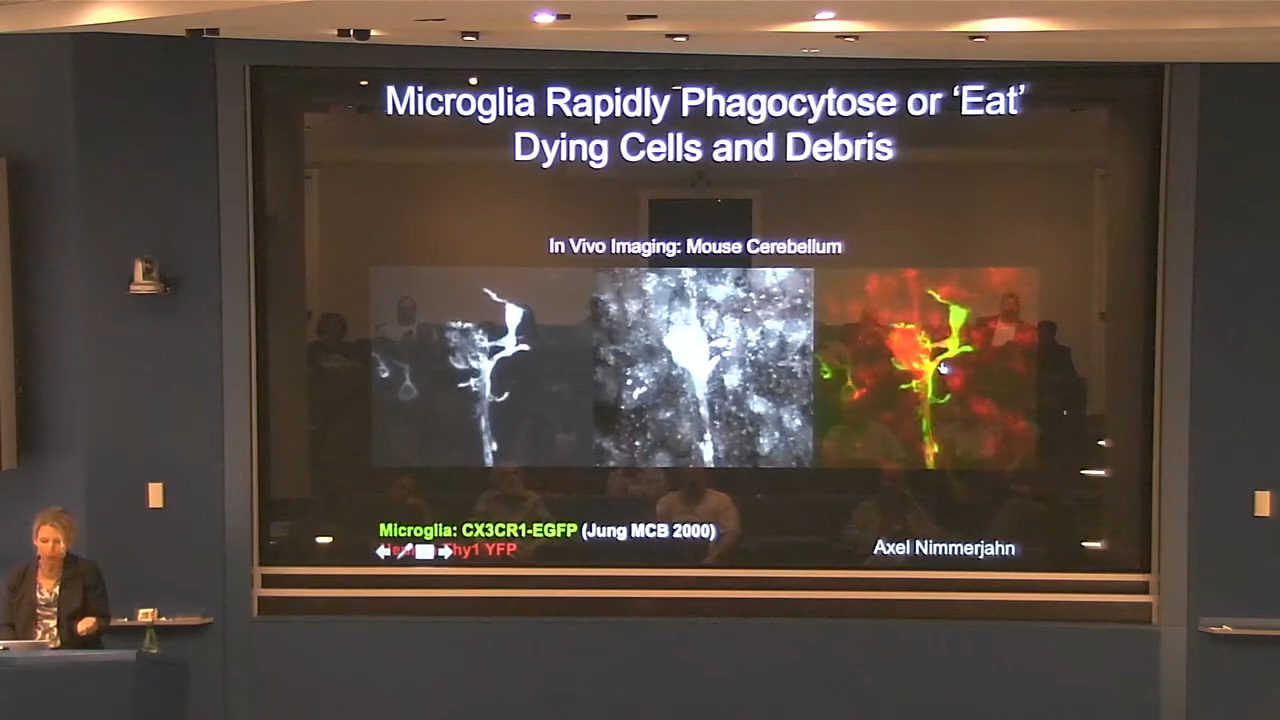 Microglia Rapidly Phagocytose or ‘Eat’
Dying Cells and Debris
In Vivo Imaging: Mouse Cerebellum
Microglia: CX3CR1-EGFP (Jung MCB 2000)
Thy1 YFP
Axel Nimmerjahn